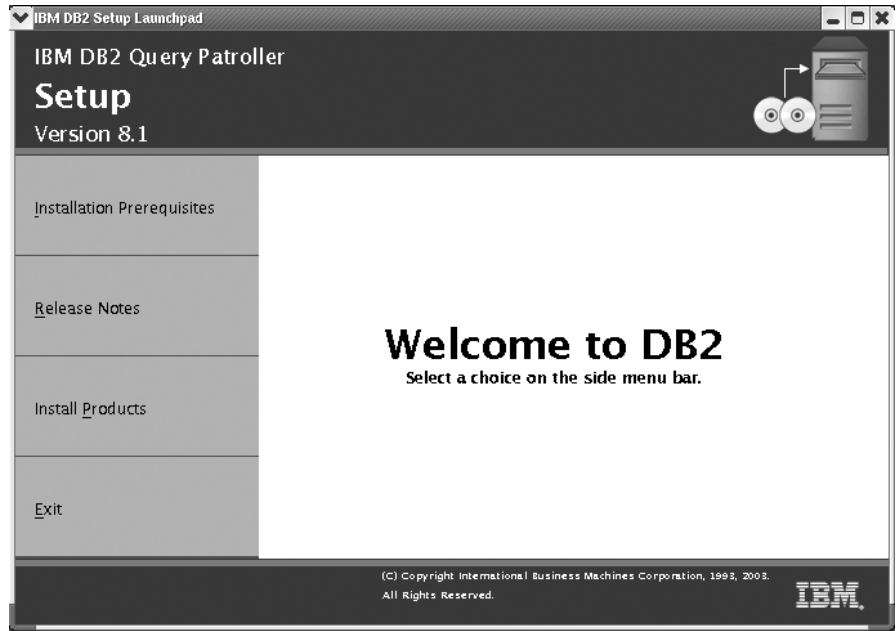 IBM DB2 Setup Launchpad
IBM DB2 Query Patroller
Setup
Version 8.1
Installation Prerequisites
Release Notes
Install Products
Exit
Welcome to DB2
Select a choice on the side menu bar.
(C) Copyright International Business Machines Corporation, 1993, 2003.
All Rights Reserved.
IBM.